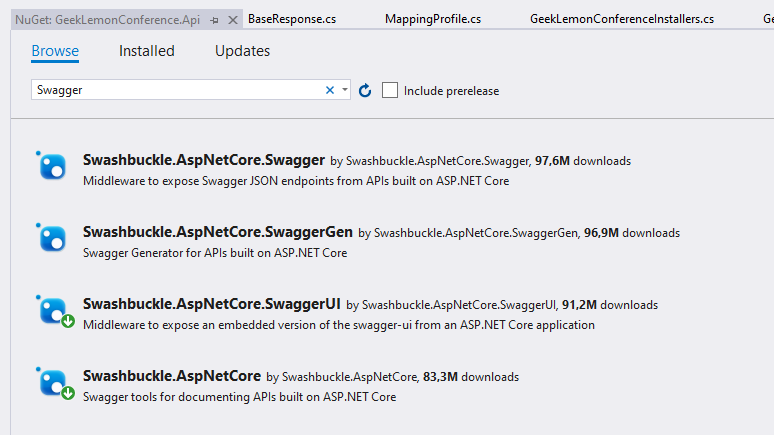 NuGet: GeekLemonConference.Api BaseResponse.cs MappingProfile.cs GeekLemonConferenceInstallers.cs Ge
Browse Installed Updates
Swagger Include prerelease
Swashbuckle.AspNetCore.Swagger by Swashbuckle.AspNetCore.Swagger, 97,6M downloads
Middleware to expose Swagger JSON endpoints from APIs built on ASP.NET Core
Swashbuckle.AspNetCore.SwaggerGen by Swashbuckle.AspNetCore.SwaggerGen, 96,9M downloads
Swagger Generator for APIs built on ASP.NET Core
Swashbuckle.AspNetCore.SwaggerUI by Swashbuckle.AspNetCore.SwaggerUI, 91,2M downloads
Middleware to expose an embedded version of the swagger-ui from an ASP.NET Core application
Swashbuckle.AspNetCore by Swashbuckle.AspNetCore, 83,3M downloads
Swagger tools for documenting APIs built on ASP.NET Core